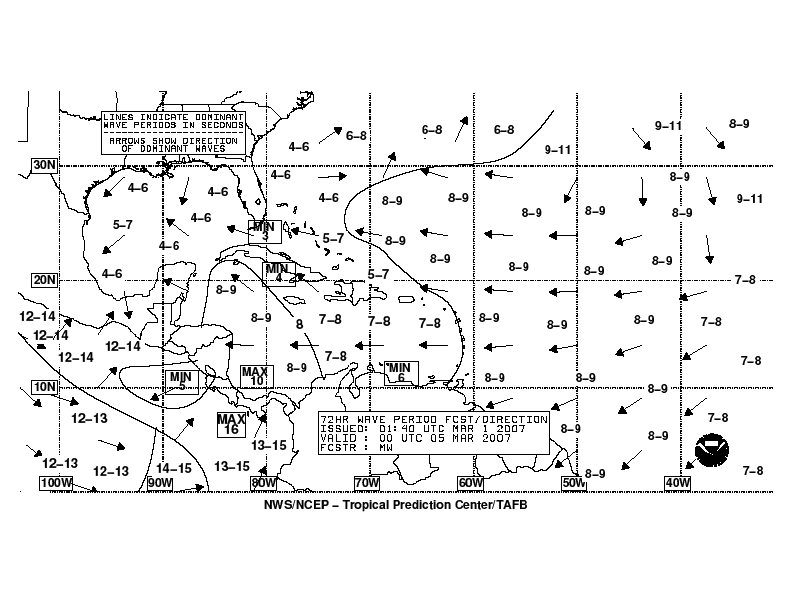 LINES INDICATE DOMINANT
WAVE PERIODS IN SECONDS
ARROWS SHOW DIRECTION
OF DOMINANT WAVES
6–8 6–8 6–8 9–11 8–9
4–6 9–11
30N
4–6 4–6 8–9
4–6 4–6 8–9 8–9 9–11
4–6 8–9 8–9 8–9
5–7 MIN
3
4–6 5–7 8–9
8–9 8–9
4–6 MIN
4
5–7 8–9 8–9
20N 7–8
8–9
12–14 8–9 8 7–8 7–8 7–8 8–9 8–9 8–9 7–8
12–14
12–14 12–14 7–8 7–8
8–9
MIN
5
MAX
10
MIN
6
8–9 8–9
10N 8–9
12–13 MAX
16
7–8
72HR WAVE PERIOD FCST/DIRECTION
ISSUED: 01:40 UTC MAR 1 2007
VALID : 00 UTC 05 MAR 2007
FCSTR : MW
8–9 8–9
13–15
12–13 12–13 14–15 13–15 8–9 7–8
100W 90W 80W 70W 60W 50W 40W
NWS/NCEP – Tropical Prediction Center/TAFB